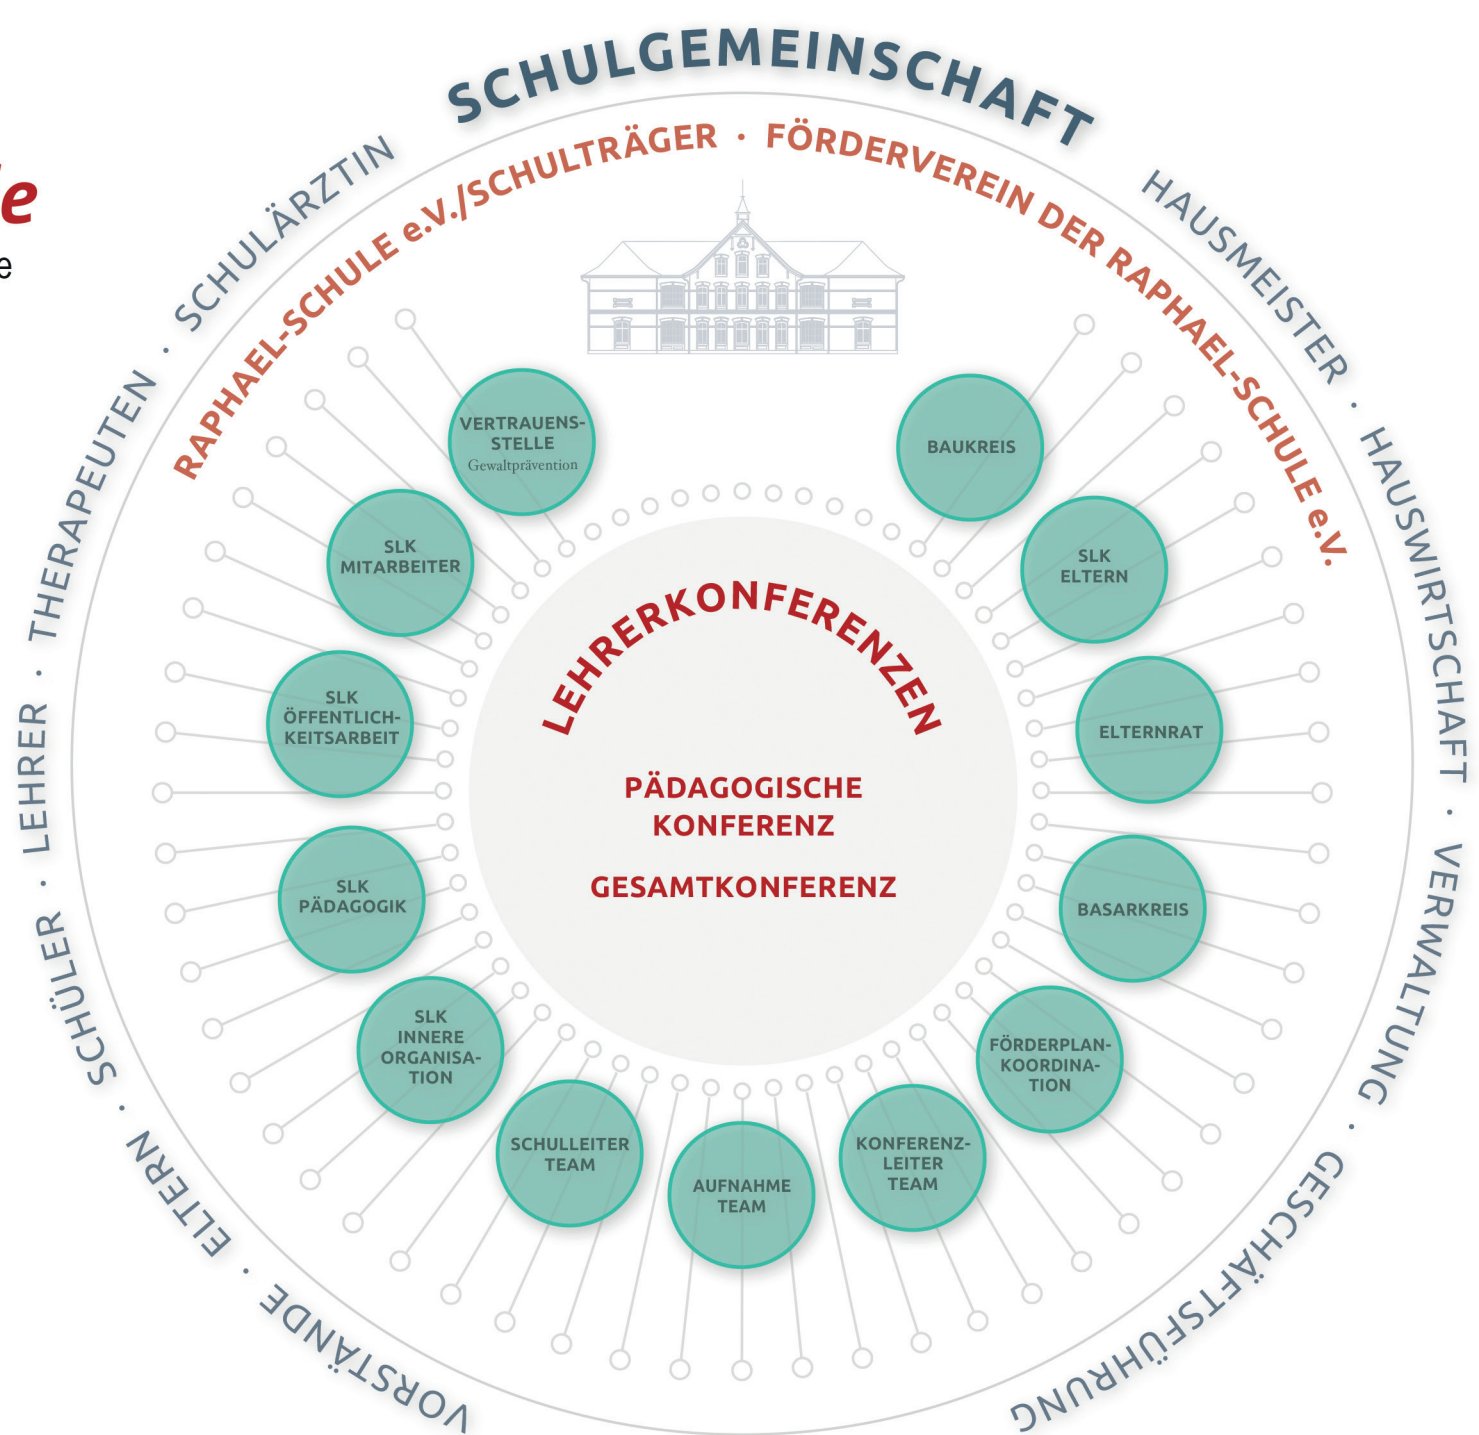 SCHULGEMEINSCHAFT
RAPHAEL-SCHULE e.V./SCHULTRÄGER · FÖRDERVEREIN DER RAPHAEL-SCHULE e.V.
VORSTÄNDE · ELTERN · SCHÜLER · LEHRER · THERAPEUTEN · SCHULÄRZTIN
HAUSMEISTER · HAUSWIRTSCHAFT · VERWALTUNG · GESCHÄFTSFÜHRUNG
VERTRAUENS-
STELLE
Gewaltprävention
BAUKREIS
SLK
MITARBEITER
SLK
ELTERN
SLK
ÖFFENTLICH-
KEITSARBEIT
ELTERNRAT
SLK
PÄDAGOGIK
BASARKREIS
SLK
INNERE
ORGANISA-
TION
FÖRDERPLAN-
KOORDINA-
TION
SCHULLEITER
TEAM
AUFNAHME
TEAM
KONFERENZ-
LEITER
TEAM
LEHRERKONFERENZEN
PÄDAGOGISCHE
KONFERENZ
GESAMTKONFERENZ